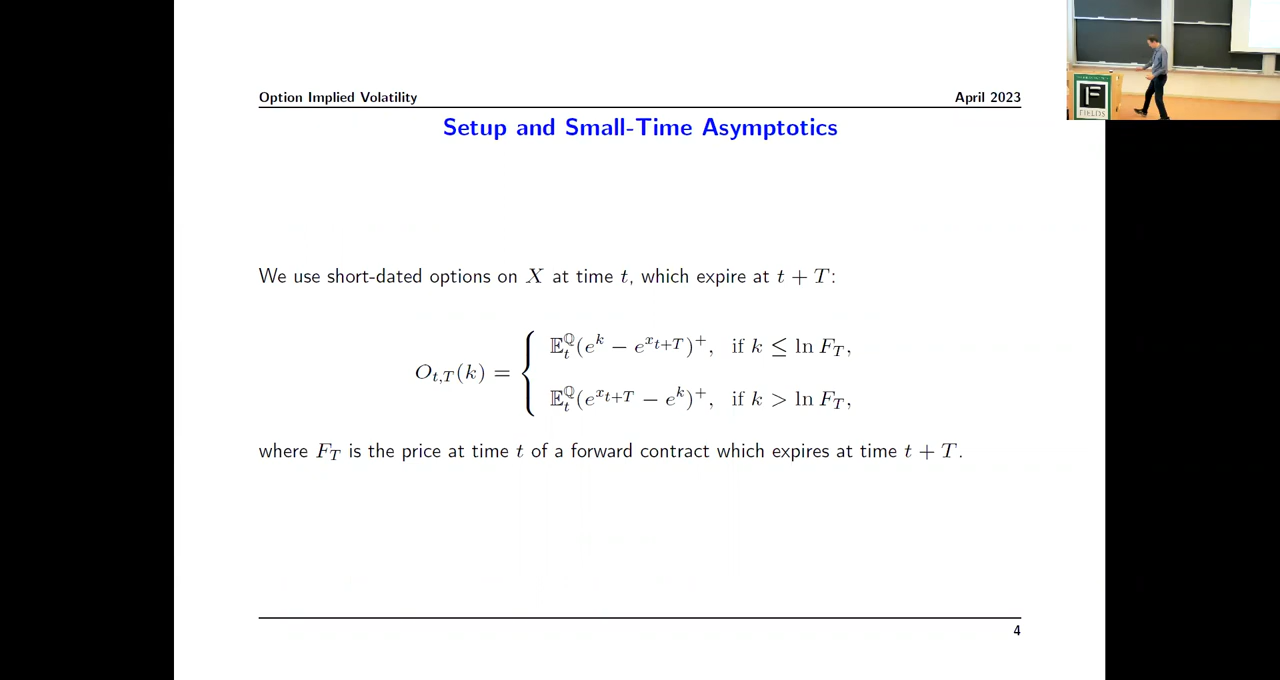 Option Implied Volatility April 2023
Setup and Small-Time Asymptotics
We use short-dated options on X at time t, which expire at t + T:
O_{t,T}(k) = { 𝔼_t^ℚ(e^k − e^{x_{t+T}})^+, if k ≤ ln F_T,
𝔼_t^ℚ(e^{x_{t+T}} − e^k)^+, if k > ln F_T,
where F_T is the price at time t of a forward contract which expires at time t + T.
4
F
FIELDS